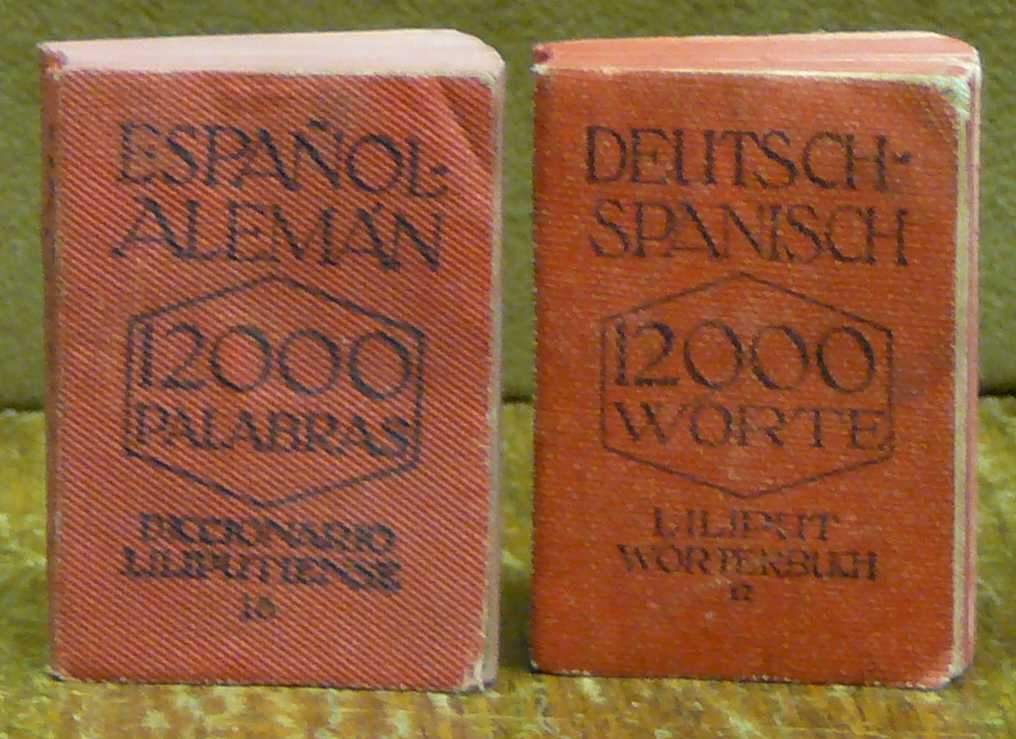 ESPAÑOL-
ALEMÁN
12000
PALABRAS
DICCIONARIO
LILIPUTIENSE
16
DEUTSCH-
SPANISCH
12000
WORTE
LILIPUT
WÖRTERBUCH
17